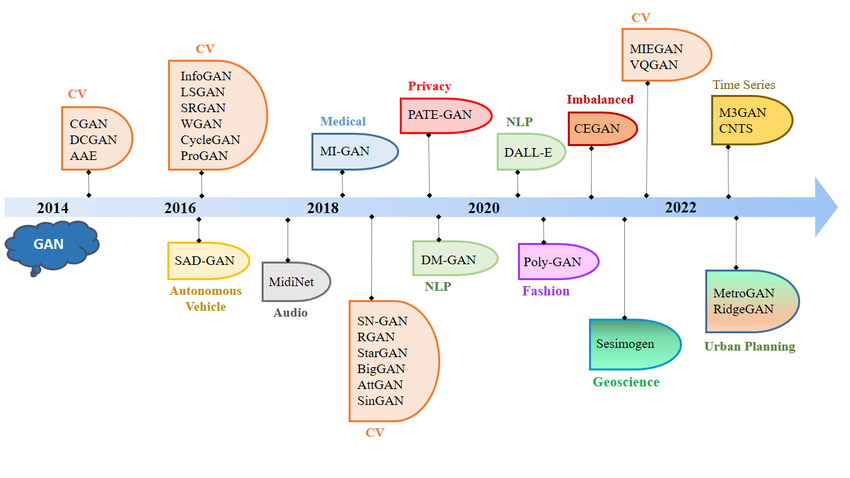 CV
CGAN
DCGAN
AAE
CV
InfoGAN
LSGAN
SRGAN
WGAN
CycleGAN
ProGAN
Medical
MI-GAN
Privacy
PATE-GAN
NLP
DALL-E
Imbalanced
CEGAN
CV
MIEGAN
VQGAN
Time Series
M3GAN
CNTS
2014
2016
2018
2020
2022
GAN
SAD-GAN
Autonomous
Vehicle
MidiNet
Audio
SN-GAN
RGAN
StarGAN
BigGAN
AttGAN
SinGAN
CV
DM-GAN
NLP
Poly-GAN
Fashion
Sesimogen
Geoscience
MetroGAN
RidgeGAN
Urban Planning